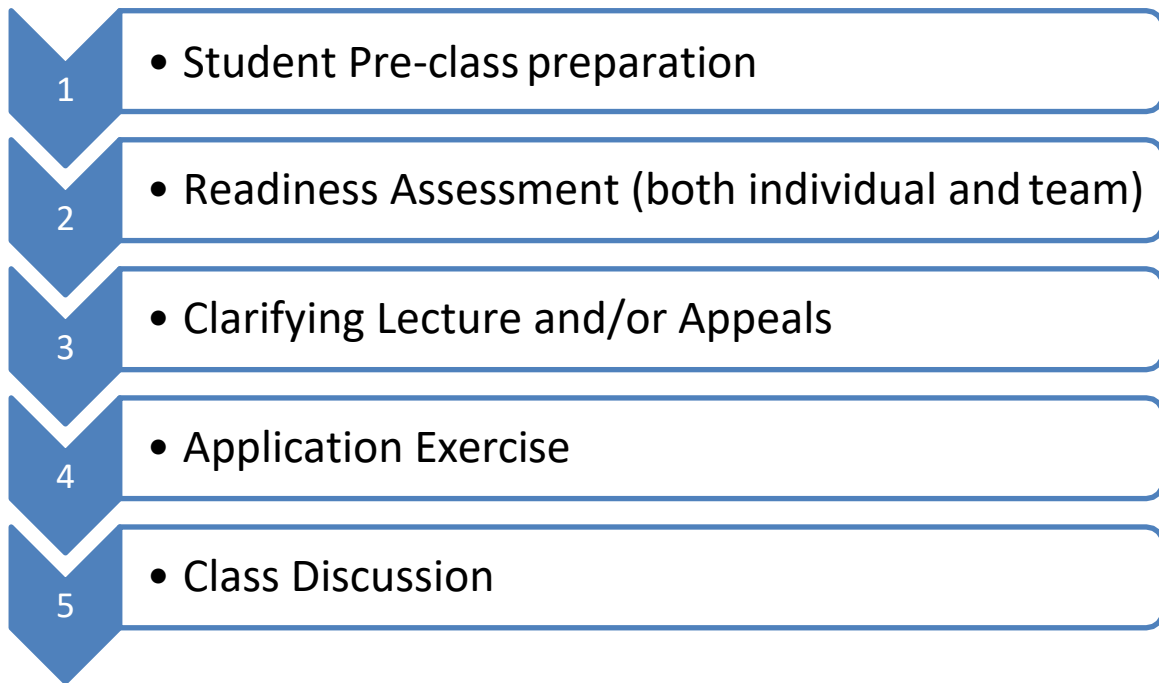 1
• Student Pre-class preparation
2
• Readiness Assessment (both individual and team)
3
• Clarifying Lecture and/or Appeals
4
• Application Exercise
5
• Class Discussion